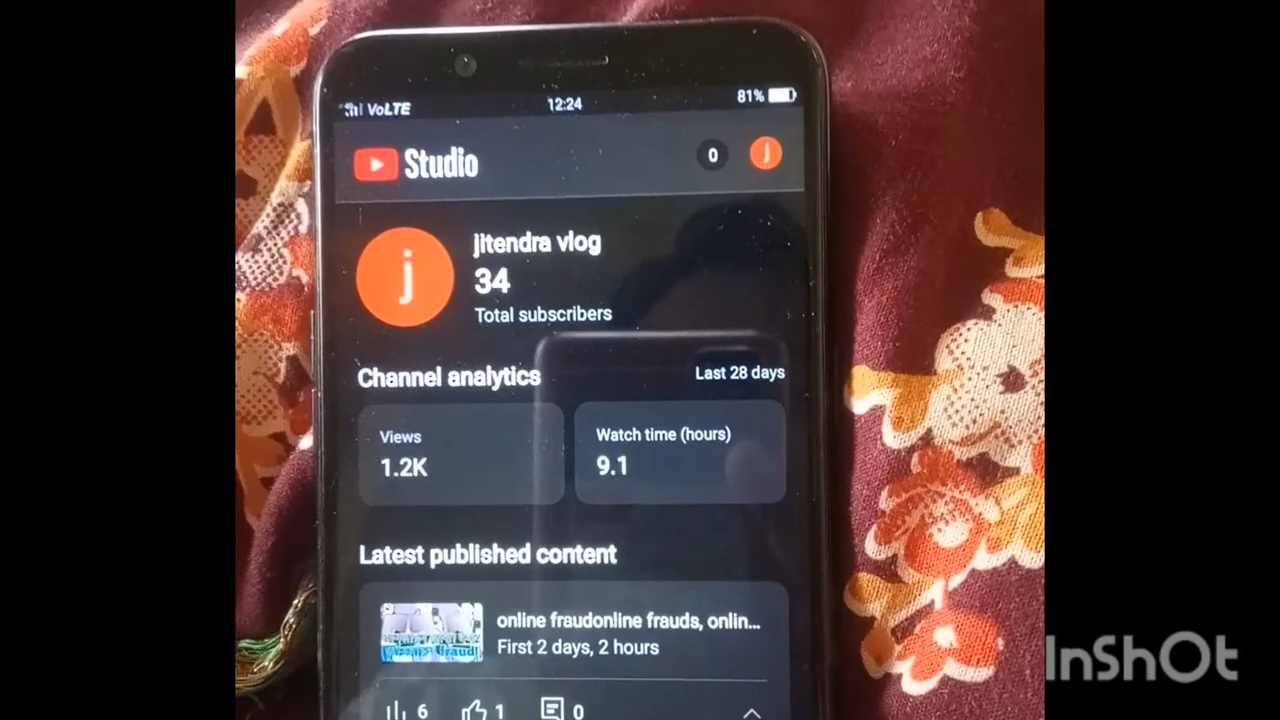 VoLTE
12:24
81%
Studio
0
j
j
jitendra vlog
34
Total subscribers
Channel analytics
Last 28 days
Views
1.2K
Watch time (hours)
9.1
Latest published content
online fraudonline frauds, onlin...
First 2 days, 2 hours
fraud
6
1
0
InShOt